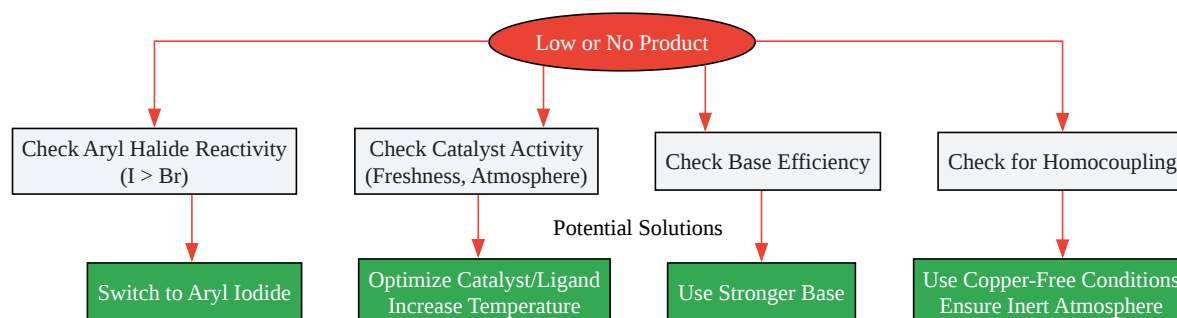 Low or No Product
Check Aryl Halide Reactivity
(I > Br)
Check Catalyst Activity
(Freshness, Atmosphere)
Check Base Efficiency
Check for Homocoupling
Potential Solutions
Switch to Aryl Iodide
Optimize Catalyst/Ligand
Increase Temperature
Use Stronger Base
Use Copper-Free Conditions
Ensure Inert Atmosphere